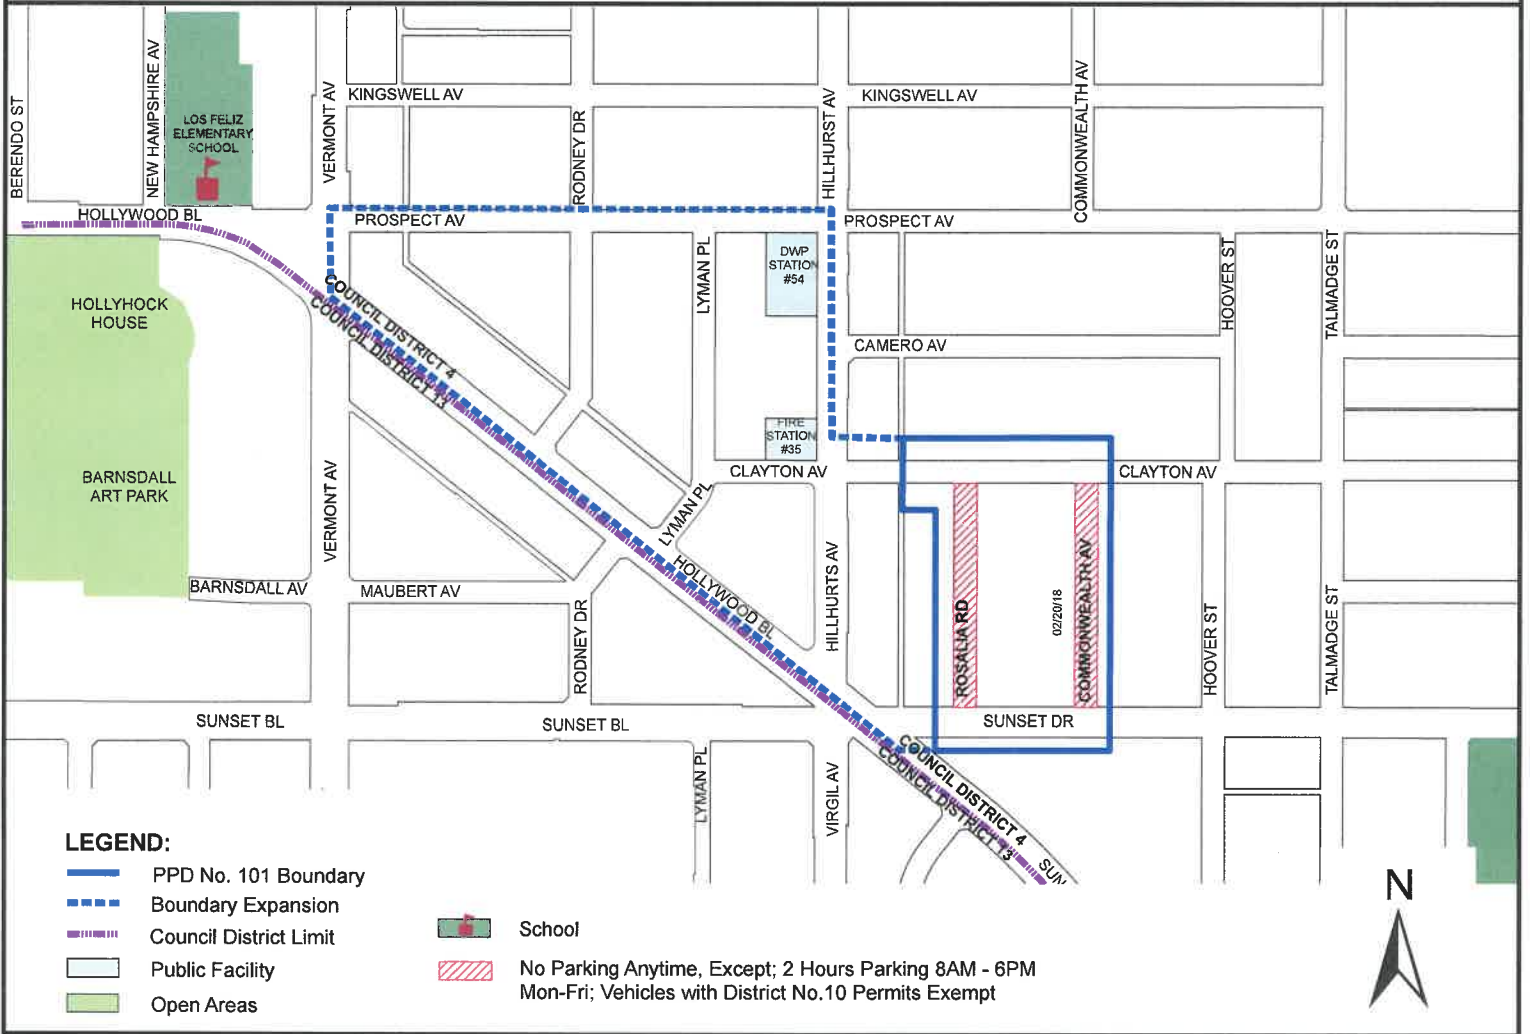 BERENDO ST
NEW HAMPSHIRE AV
LOS FELIZ
ELEMENTARY
SCHOOL
VERMONT AV
KINGSWELL AV
RODNEY DR
HILLHURST AV
KINGSWELL AV
COMMONWEALTH AV
HOLLYWOOD BL
PROSPECT AV
PROSPECT AV
HOLLYHOCK
HOUSE
COUNCIL DISTRICT 4
COUNCIL DISTRICT 13
LYMAN PL
DWP
STATION
#54
CAMERO AV
HOOVER ST
TALMADGE ST
FIRE
STATION
#35
BARNSDALL
ART PARK
VERMONT AV
CLAYTON AV
CLAYTON AV
LYMAN PL
HOLLYWOOD BL
HILLHURTS AV
BARNSDALL AV
MAUBERT AV
RODNEY DR
ROSALIA RD
02/20/18
COMMONWEALTH AV
HOOVER ST
TALMADGE ST
SUNSET BL
SUNSET BL
SUNSET DR
LYMAN PL
VIRGIL AV
COUNCIL DISTRICT 4
COUNCIL DISTRICT 13
SUN
LEGEND:
PPD No. 101 Boundary
Boundary Expansion
Council District Limit
Public Facility
Open Areas
School
No Parking Anytime, Except; 2 Hours Parking 8AM - 6PM
Mon-Fri; Vehicles with District No.10 Permits Exempt
N